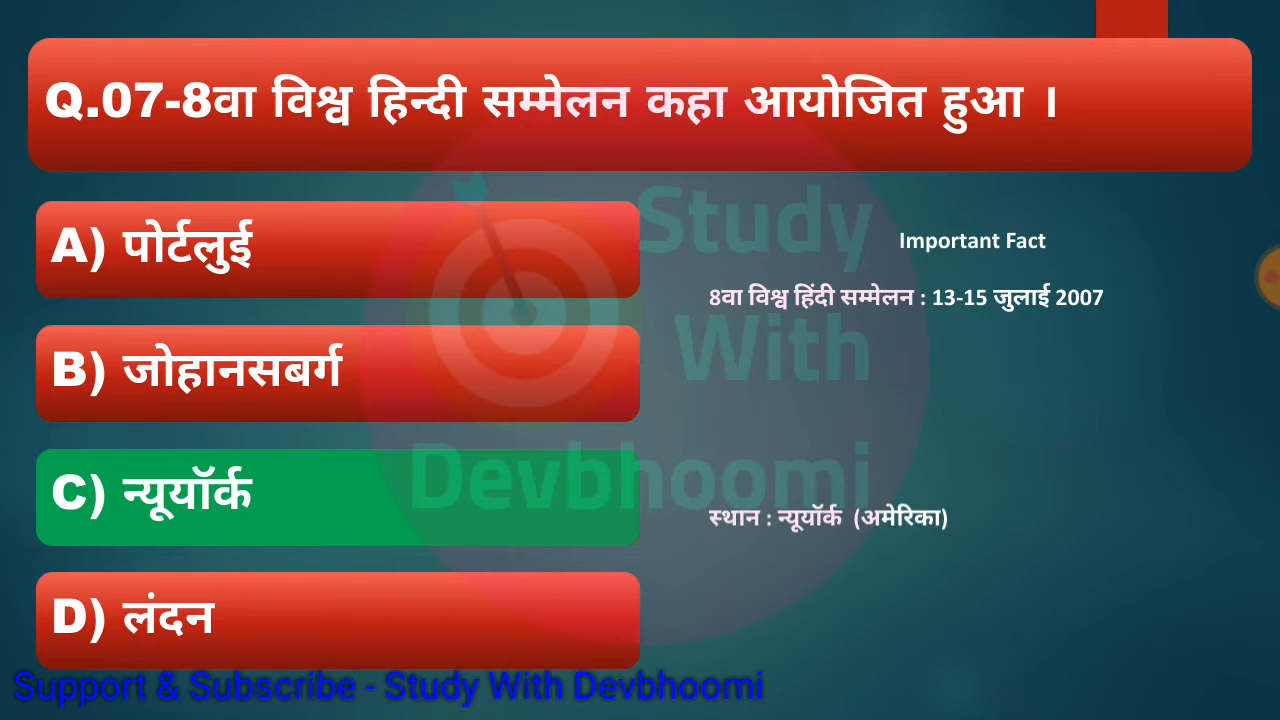 Q.07-8वा विश्व हिन्दी सम्मेलन कहा आयोजित हुआ ।
A) पोर्टलुई
B) जोहानसबर्ग
C) न्यूयॉर्क
D) लंदन
Important Fact
8वा विश्व हिंदी सम्मेलन : 13-15 जुलाई 2007
स्थान : न्यूयॉर्क (अमेरिका)
Study
With
Devbhoomi
Support & Subscribe - Study With Devbhoomi